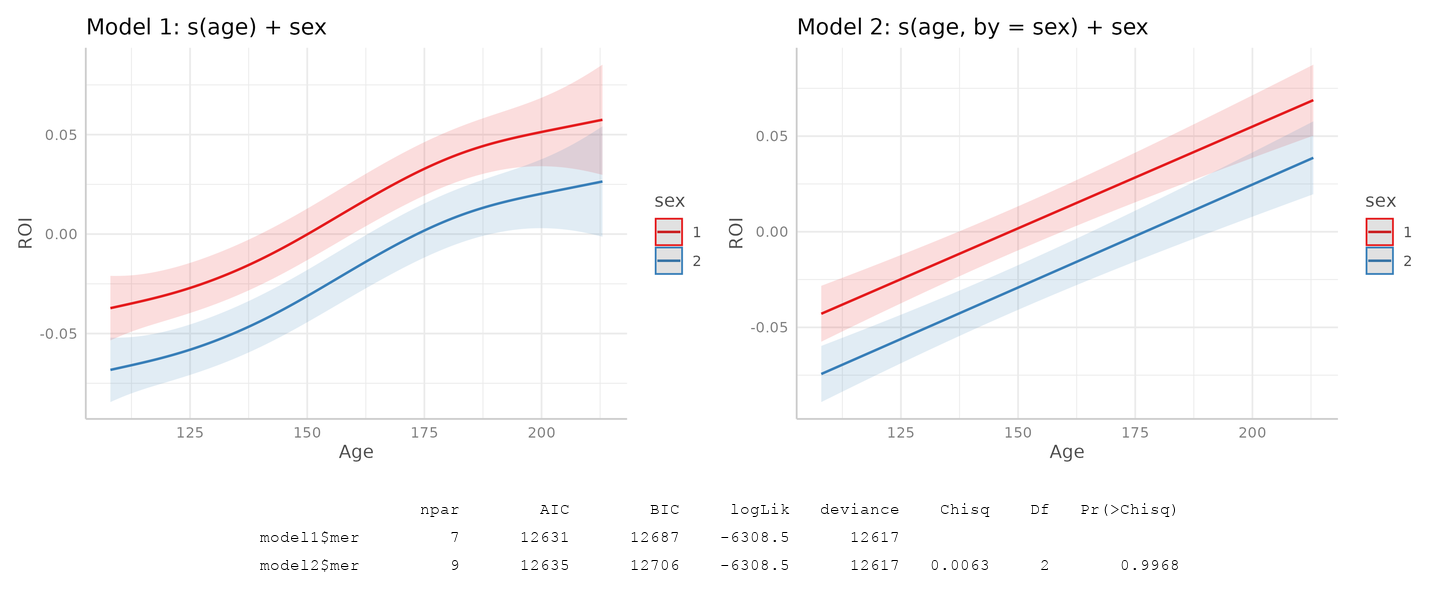 Model 1: s(age) + sex
0.05
0.00
-0.05
ROI
125 150 175 200
Age
sex
1
2
Model 2: s(age, by = sex) + sex
0.05
0.00
-0.05
ROI
125 150 175 200
Age
sex
1
2
npar AIC BIC logLik deviance Chisq Df Pr(>Chisq)
model1$mer 7 12631 12687 -6308.5 12617
model2$mer 9 12635 12706 -6308.5 12617 0.0063 2 0.9968